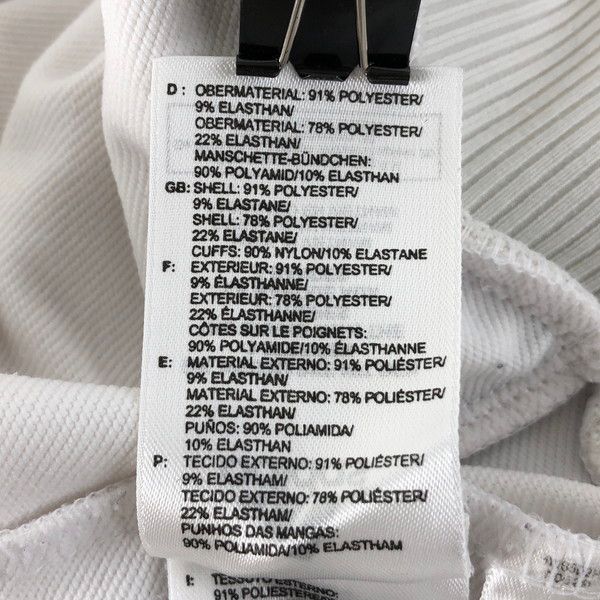 D: OBERMATERIAL: 91% POLYESTER/
9% ELASTHAN/
OBERMATERIAL: 78% POLYESTER/
22% ELASTHAN/
MANSCHETTE-BÜNDCHEN:
90% POLYAMID/10% ELASTHAN
GB: SHELL: 91% POLYESTER/
9% ELASTANE/
SHELL: 78% POLYESTER/
22% ELASTANE/
CUFFS: 90% NYLON/10% ELASTANE
F: EXTERIEUR: 91% POLYESTER/
9% ÉLASTHANNE/
EXTERIEUR: 78% POLYESTER/
22% ÉLASTHANNE/
CÔTES SUR LE POIGNETS:
90% POLYAMIDE/10% ÉLASTHANNE
E: MATERIAL EXTERNO: 91% POLIÉSTER/
9% ELASTHAN/
MATERIAL EXTERNO: 78% POLIÉSTER/
22% ELASTHAN/
PUÑOS: 90% POLIAMIDA/
10% ELASTHAN
P: TECIDO EXTERNO: 91% POLIÉSTER/
9% ELASTHAM/
TECIDO EXTERNO: 78% POLIÉSTER/
22% ELASTHAM/
PUNHOS DAS MANGAS:
90% POLIAMIDA/10% ELASTHAM
I: TESSUTO ESTERNO:
91% POLIESTERE/